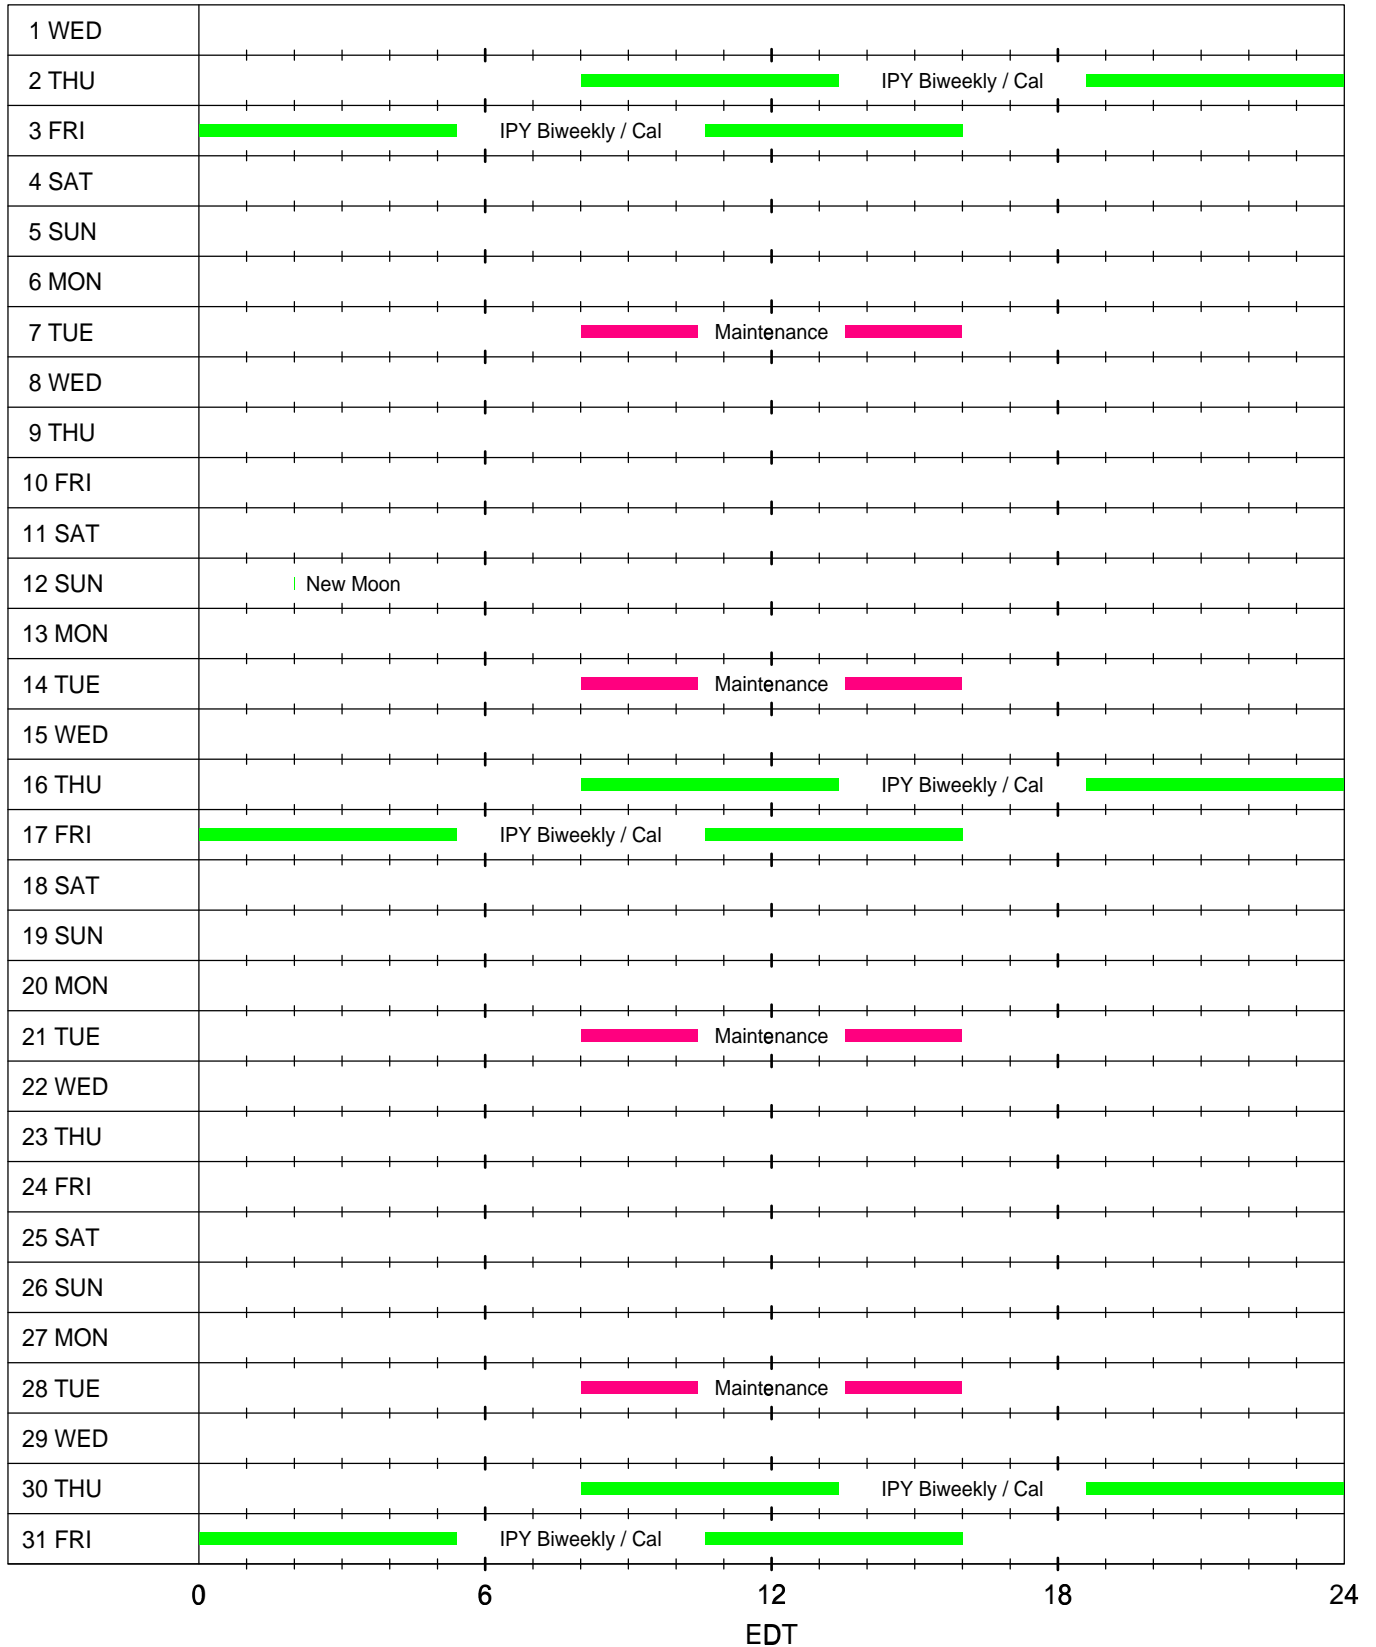 1 WED
2 THU IPY Biweekly / Cal
3 FRI IPY Biweekly / Cal
4 SAT
5 SUN
6 MON
7 TUE Maintenance
8 WED
9 THU
10 FRI
11 SAT
12 SUN New Moon
13 MON
14 TUE Maintenance
15 WED
16 THU IPY Biweekly / Cal
17 FRI IPY Biweekly / Cal
18 SAT
19 SUN
20 MON
21 TUE Maintenance
22 WED
23 THU
24 FRI
25 SAT
26 SUN
27 MON
28 TUE Maintenance
29 WED
30 THU IPY Biweekly / Cal
31 FRI IPY Biweekly / Cal
0 6 12 18 24
EDT